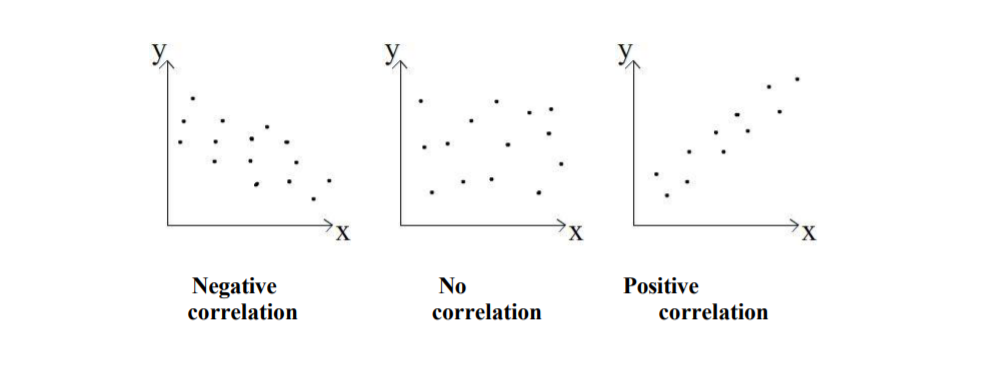 y
x
Negative
correlation
y
x
No
correlation
y
x
Positive
correlation